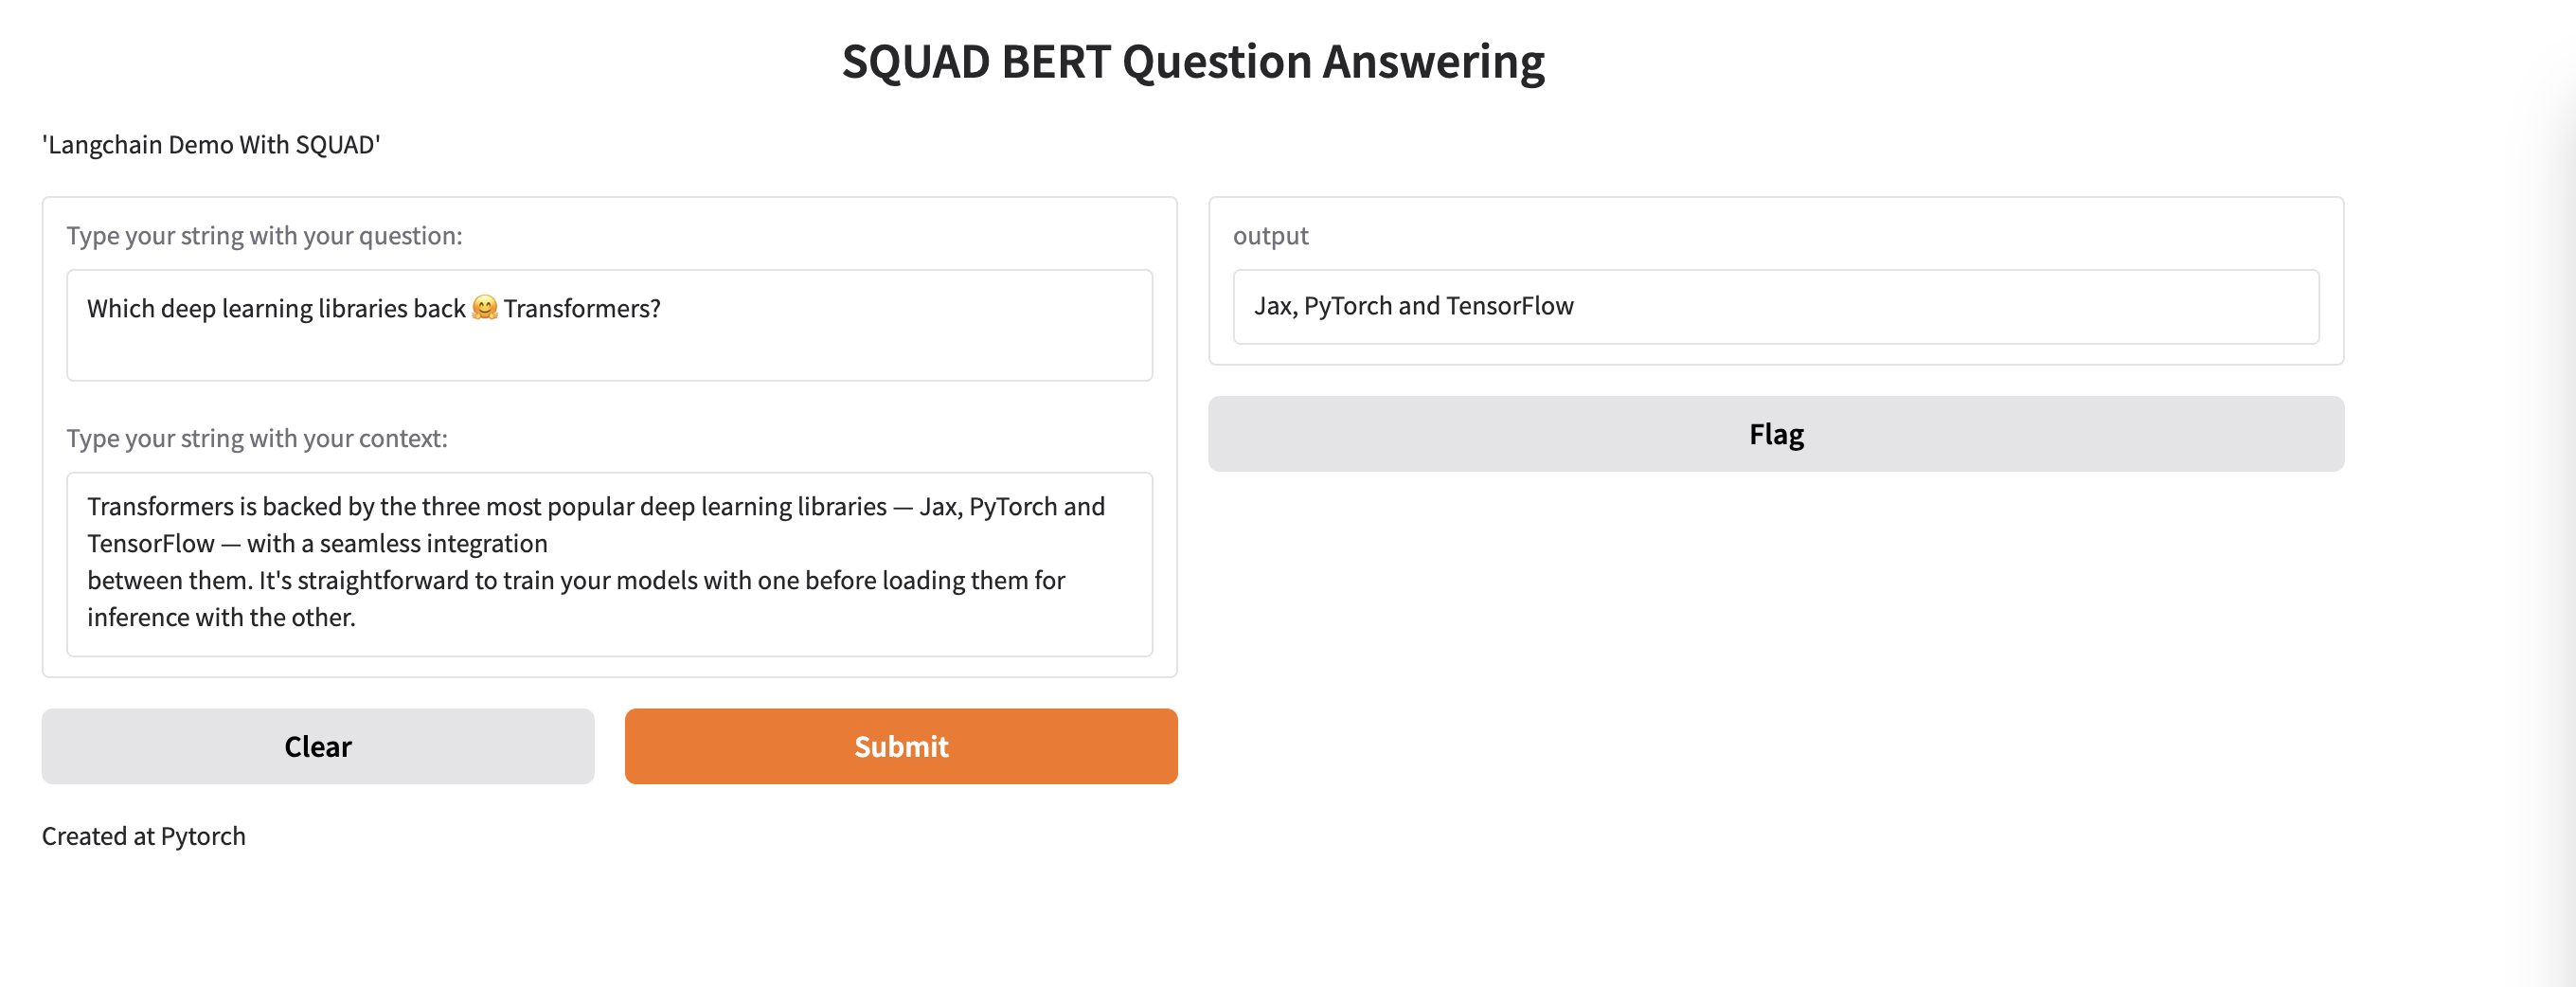 SQUAD BERT Question Answering
'Langchain Demo With SQUAD'
Type your string with your question:
Which deep learning libraries back 🤗 Transformers?
Type your string with your context:
Transformers is backed by the three most popular deep learning libraries — Jax, PyTorch and
TensorFlow — with a seamless integration
between them. It's straightforward to train your models with one before loading them for
inference with the other.
Clear
Submit
output
Jax, PyTorch and TensorFlow
Flag
Created at Pytorch